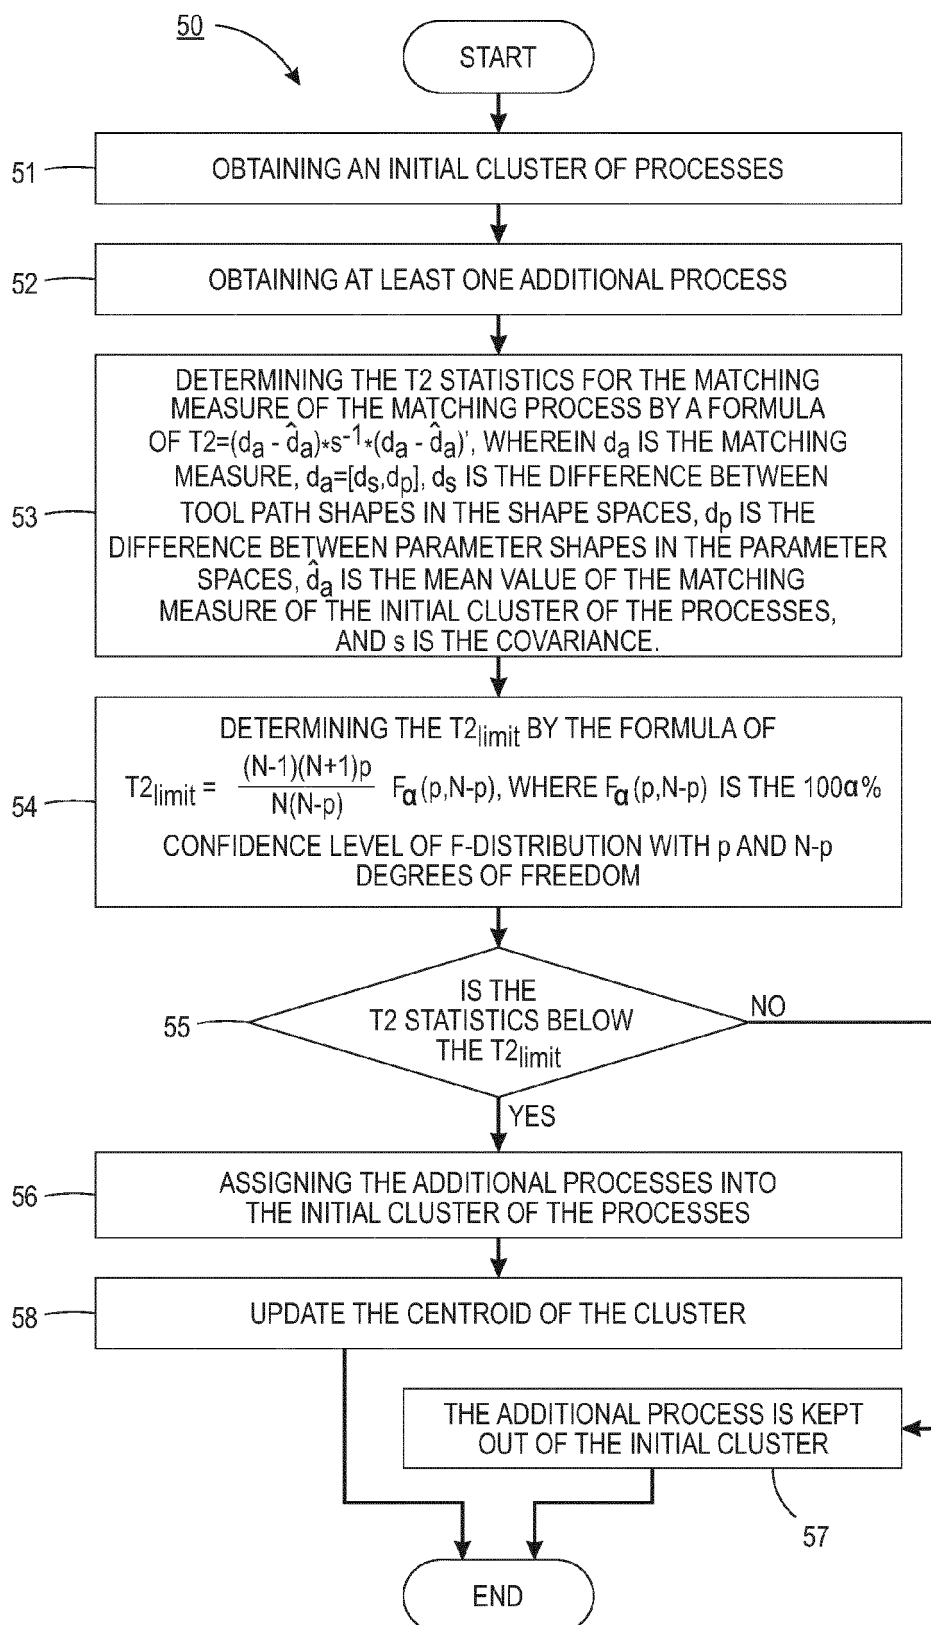 50
START
51
OBTAINING AN INITIAL CLUSTER OF PROCESSES
52
OBTAINING AT LEAST ONE ADDITIONAL PROCESS
53
DETERMINING THE T2 STATISTICS FOR THE MATCHING
MEASURE OF THE MATCHING PROCESS BY A FORMULA
OF T2=(dₐ - d̂ₐ)*s⁻¹*(dₐ - d̂ₐ)', WHEREIN dₐ IS THE MATCHING
MEASURE, dₐ=[dₛ,dₚ], dₛ IS THE DIFFERENCE BETWEEN
TOOL PATH SHAPES IN THE SHAPE SPACES, dₚ IS THE
DIFFERENCE BETWEEN PARAMETER SHAPES IN THE PARAMETER
SPACES, d̂ₐ IS THE MEAN VALUE OF THE MATCHING
MEASURE OF THE INITIAL CLUSTER OF THE PROCESSES,
AND s IS THE COVARIANCE.
54
DETERMINING THE T2limit BY THE FORMULA OF
T2limit = (N-1)(N+1)p / N(N-p) Fα(p,N-p), WHERE Fα(p,N-p) IS THE 100α%
CONFIDENCE LEVEL OF F-DISTRIBUTION WITH p AND N-p
DEGREES OF FREEDOM
55
IS THE
T2 STATISTICS BELOW
THE T2limit
NO
YES
56
ASSIGNING THE ADDITIONAL PROCESSES INTO
THE INITIAL CLUSTER OF THE PROCESSES
58
UPDATE THE CENTROID OF THE CLUSTER
THE ADDITIONAL PROCESS IS KEPT
OUT OF THE INITIAL CLUSTER
57
END